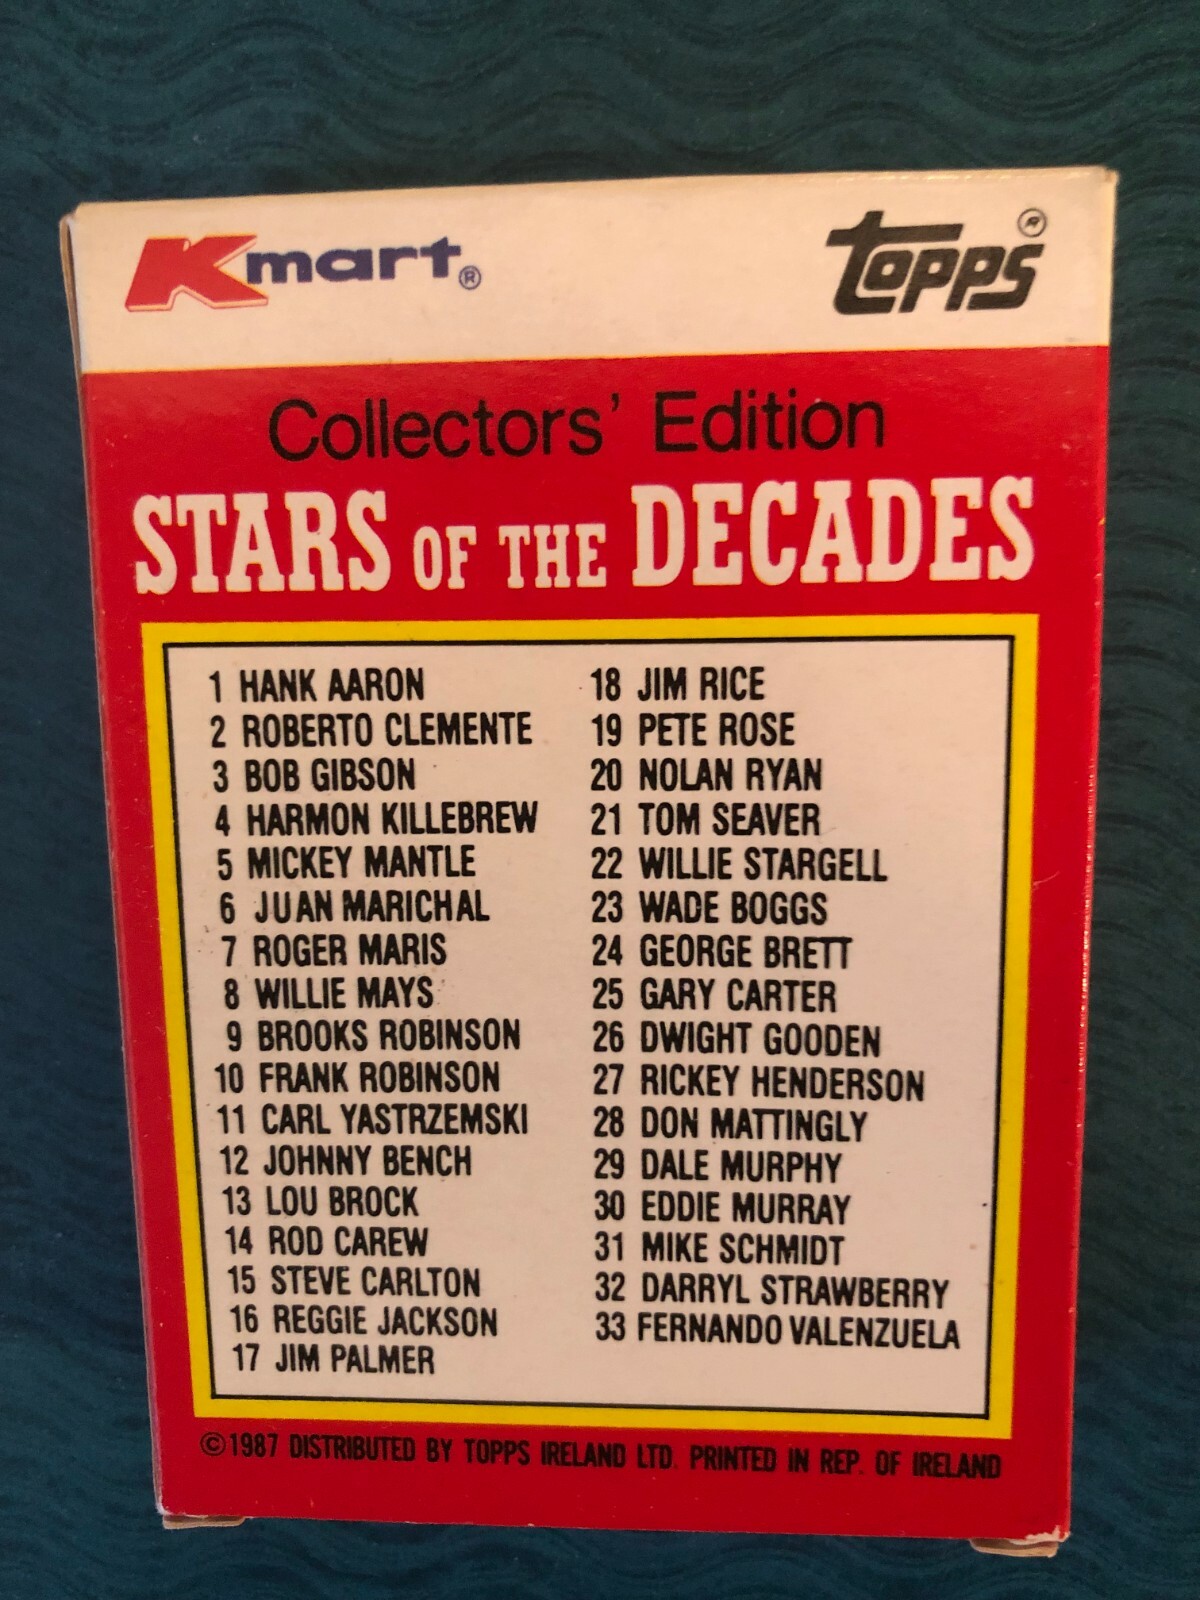 Kmart®
Topps®
Collectors' Edition
STARS OF THE DECADES
1 HANK AARON
2 ROBERTO CLEMENTE
3 BOB GIBSON
4 HARMON KILLEBREW
5 MICKEY MANTLE
6 JUAN MARICHAL
7 ROGER MARIS
8 WILLIE MAYS
9 BROOKS ROBINSON
10 FRANK ROBINSON
11 CARL YASTRZEMSKI
12 JOHNNY BENCH
13 LOU BROCK
14 ROD CAREW
15 STEVE CARLTON
16 REGGIE JACKSON
17 JIM PALMER
18 JIM RICE
19 PETE ROSE
20 NOLAN RYAN
21 TOM SEAVER
22 WILLIE STARGELL
23 WADE BOGGS
24 GEORGE BRETT
25 GARY CARTER
26 DWIGHT GOODEN
27 RICKEY HENDERSON
28 DON MATTINGLY
29 DALE MURPHY
30 EDDIE MURRAY
31 MIKE SCHMIDT
32 DARRYL STRAWBERRY
33 FERNANDO VALENZUELA
©1987 DISTRIBUTED BY TOPPS IRELAND LTD. PRINTED IN REP. OF IRELAND